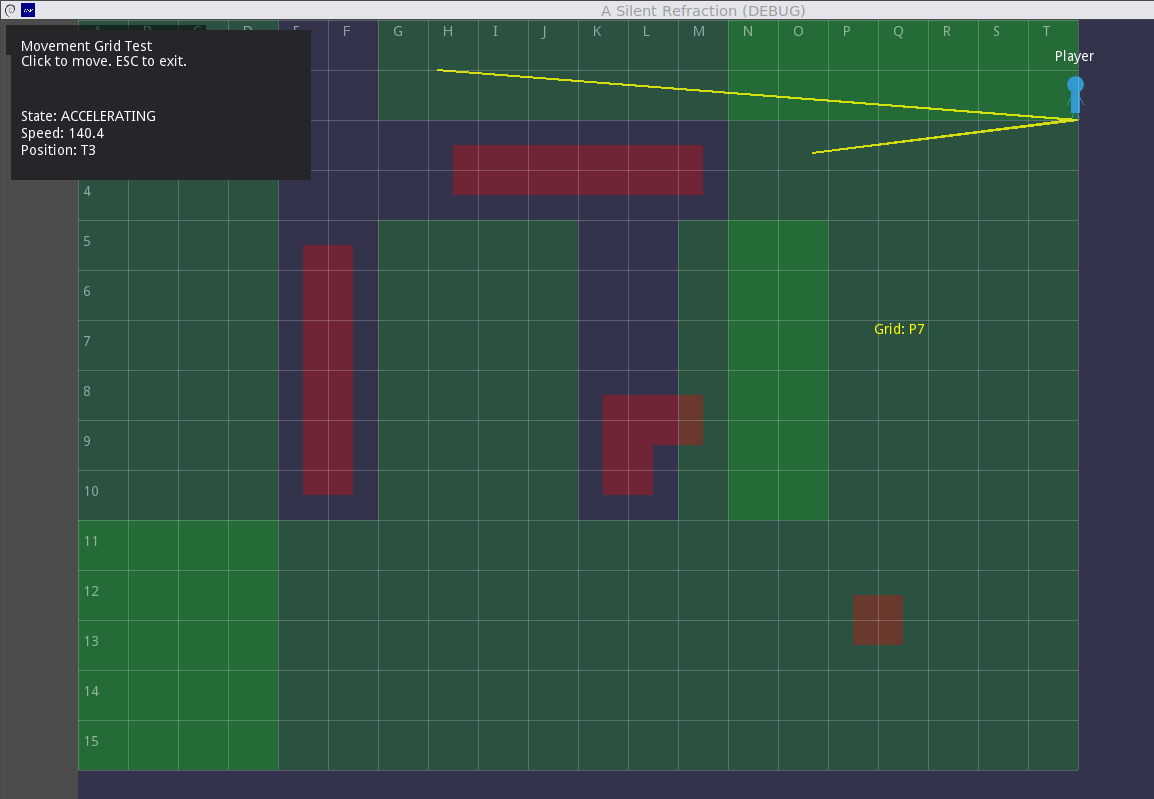 A Silent Refraction (DEBUG)
F G H I J K L M N O P Q R S T
Movement Grid Test
Click to move. ESC to exit.
Player
State: ACCELERATING
Speed: 140.4
Position: T3
4
5
6
Grid: P7
7
8
9
10
11
12
13
14
15